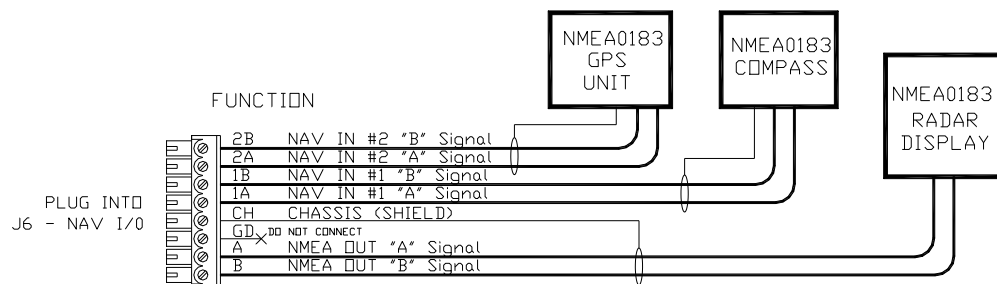 NMEA0183
GPS
UNIT
NMEA0183
COMPASS
NMEA0183
RADAR
DISPLAY
FUNCTION
2B NAV IN #2 "B" Signal
2A NAV IN #2 "A" Signal
1B NAV IN #1 "B" Signal
1A NAV IN #1 "A" Signal
CH CHASSIS (SHIELD)
GD DO NOT CONNECT
A NMEA OUT "A" Signal
B NMEA OUT "B" Signal
PLUG INTO
J6 - NAV I/O